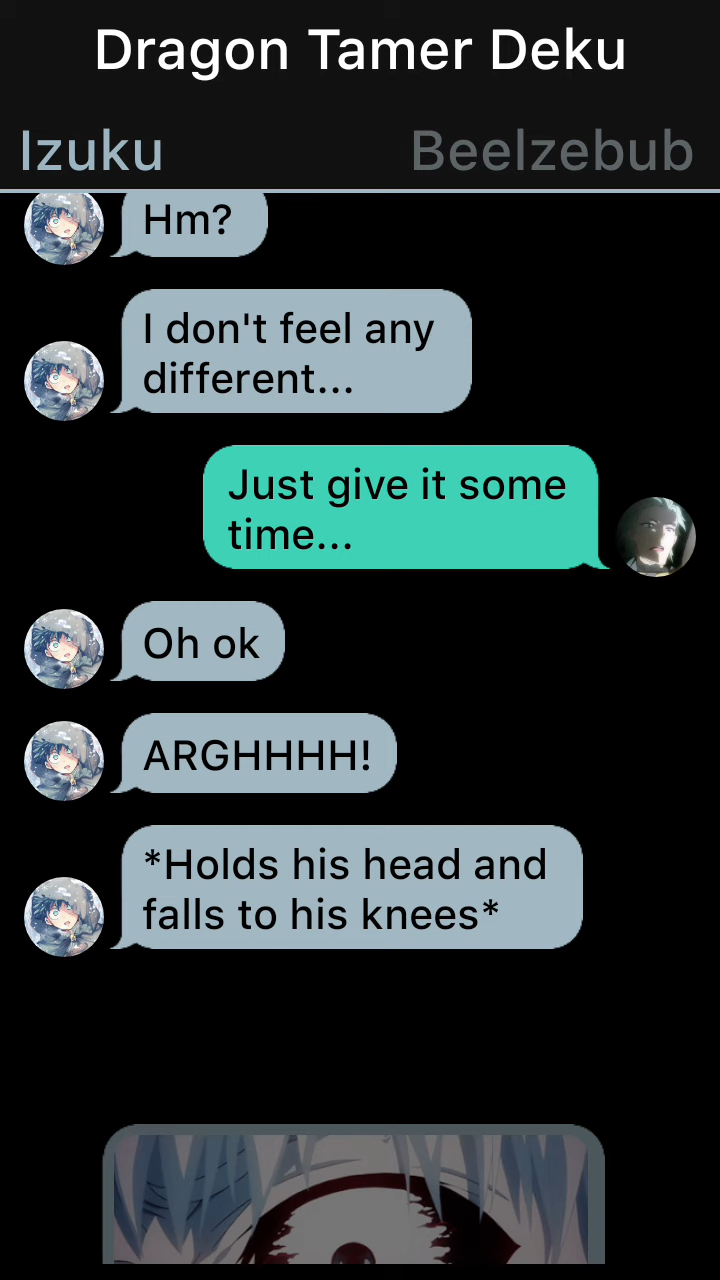 Dragon Tamer Deku
Izuku
Beelzebub
Hm?
I don't feel any
different...
Just give it some
time...
Oh ok
ARGHHHH!
*Holds his head and
falls to his knees*